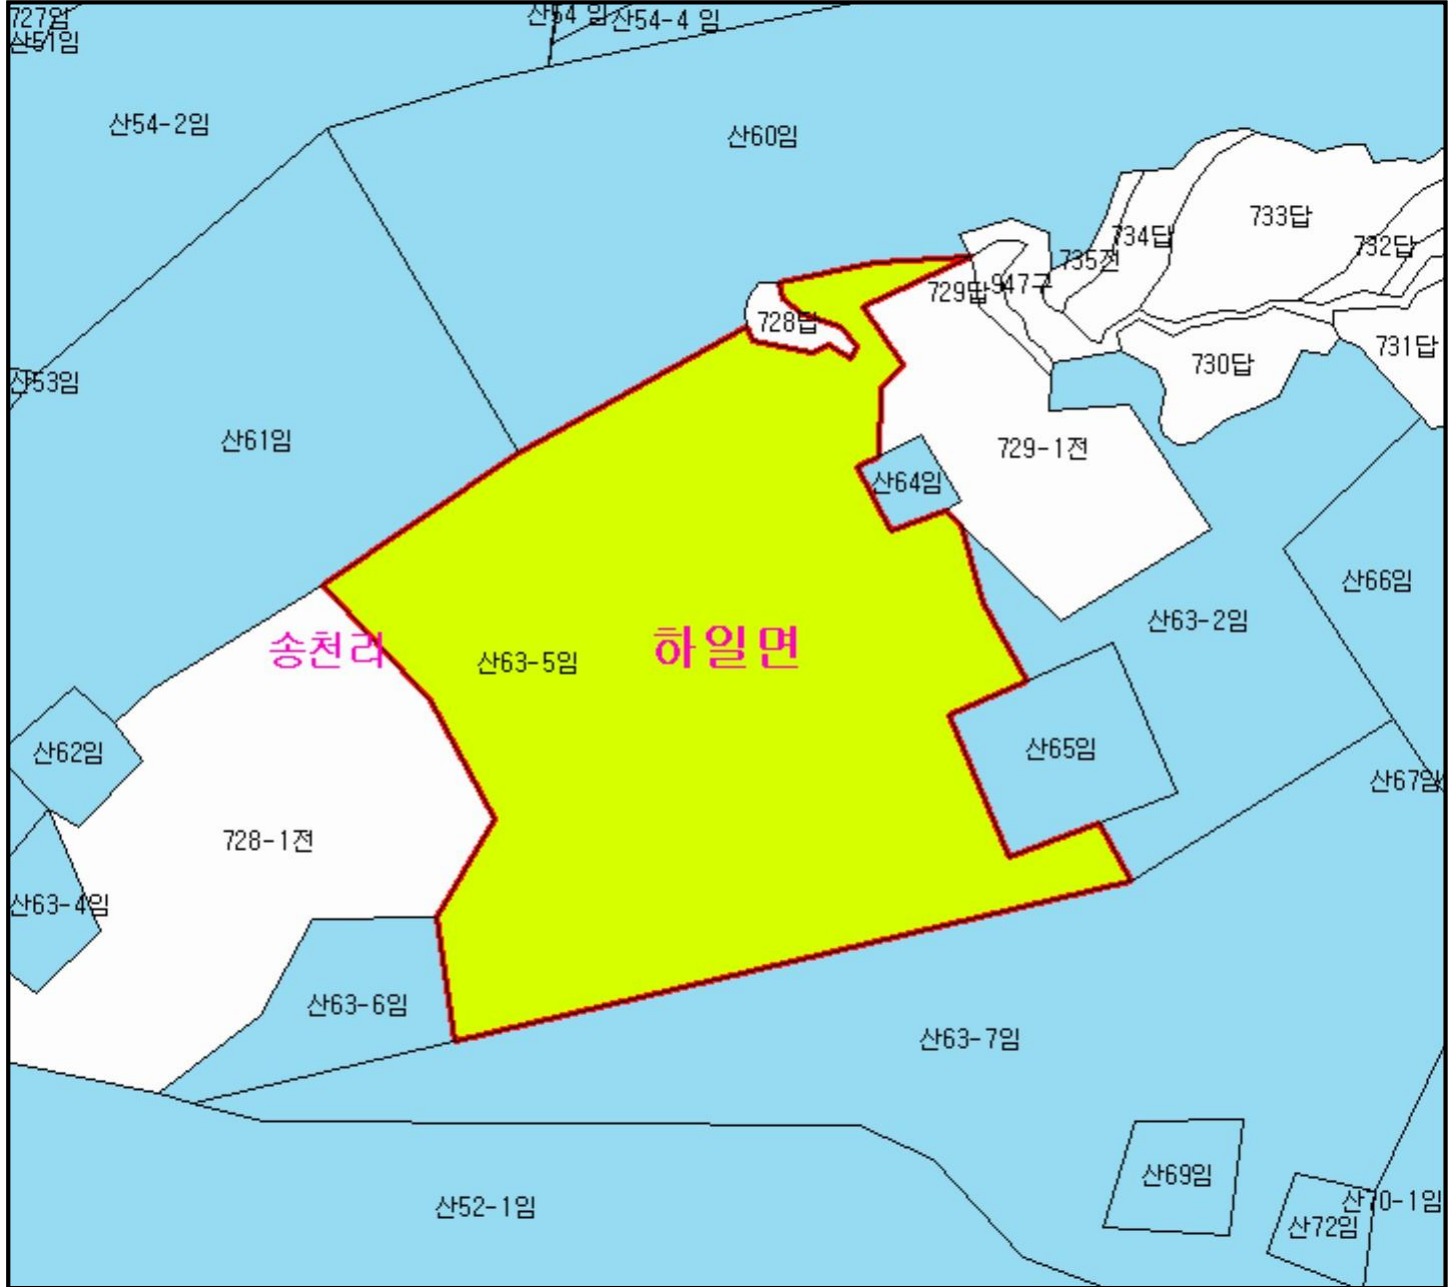 727임
산51임
산54 임
산54-4 임
산54-2임
산60임
733답
734답
732답
735전
947구
729답
728답
731답
730답
산53임
산61임
729-1전
산64임
산66임
산63-2임
송천리
하일면
산63-5임
산65임
산62임
산67임
728-1전
산63-4임
산63-6임
산63-7임
산69임
산70-1임
산52-1임
산72임